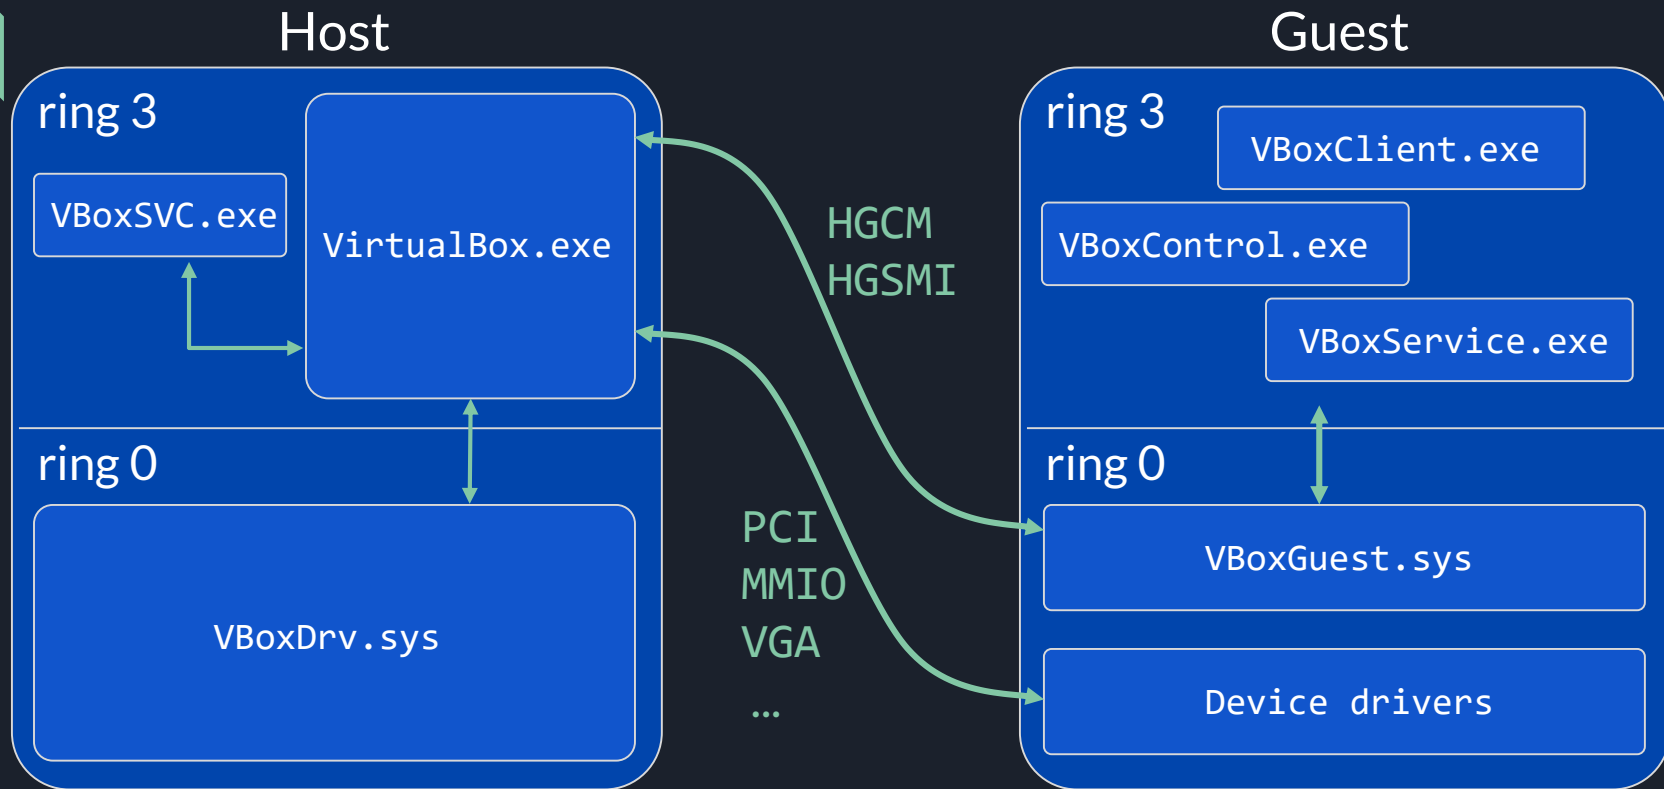 Host
ring 3
VBoxSVC.exe
VirtualBox.exe
ring 0
VBoxDrv.sys
HGCM
HGSMI
PCI
MMIO
VGA
...
Guest
ring 3
VBoxClient.exe
VBoxControl.exe
VBoxService.exe
ring 0
VBoxGuest.sys
Device drivers